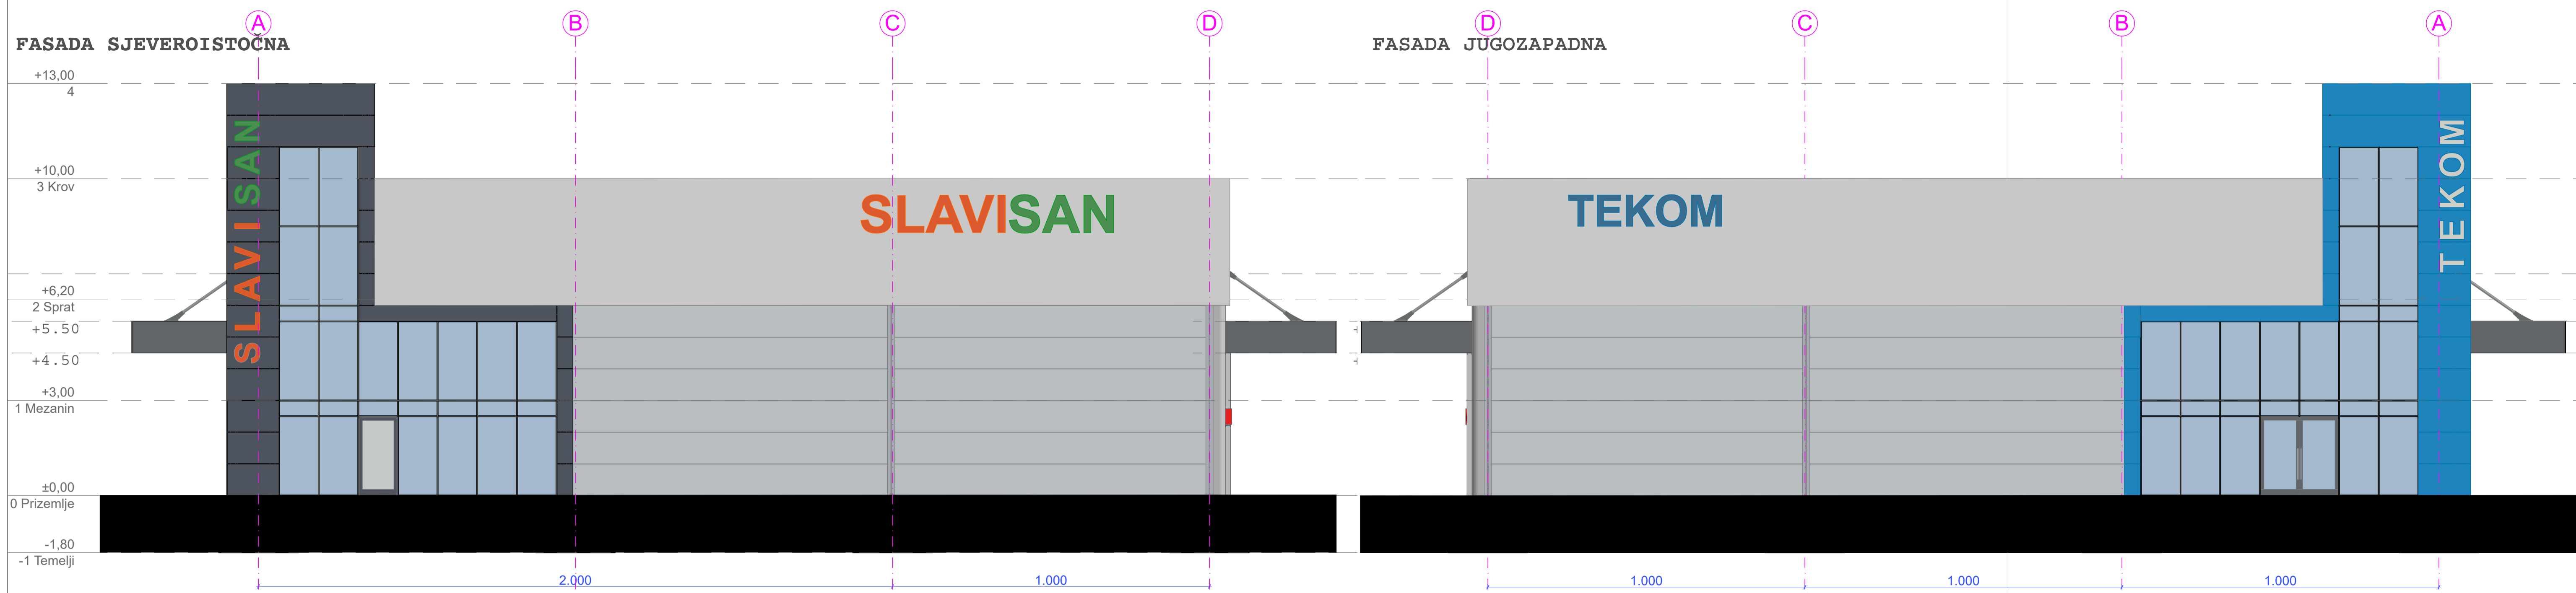 A B C D D C B A
FASADA SJEVEROISTOČNA
FASADA JUGOZAPADNA
+13,00
4
+10,00
3 Krov
+6,20
2 Sprat
+5.50
+4.50
+3,00
1 Mezanin
±0,00
0 Prizemlje
-1,80
-1 Temelji
SLAVISAN
SLAVISAN
TEKOM
TEKOM
2.000 1.000 1.000 1.000 1.000